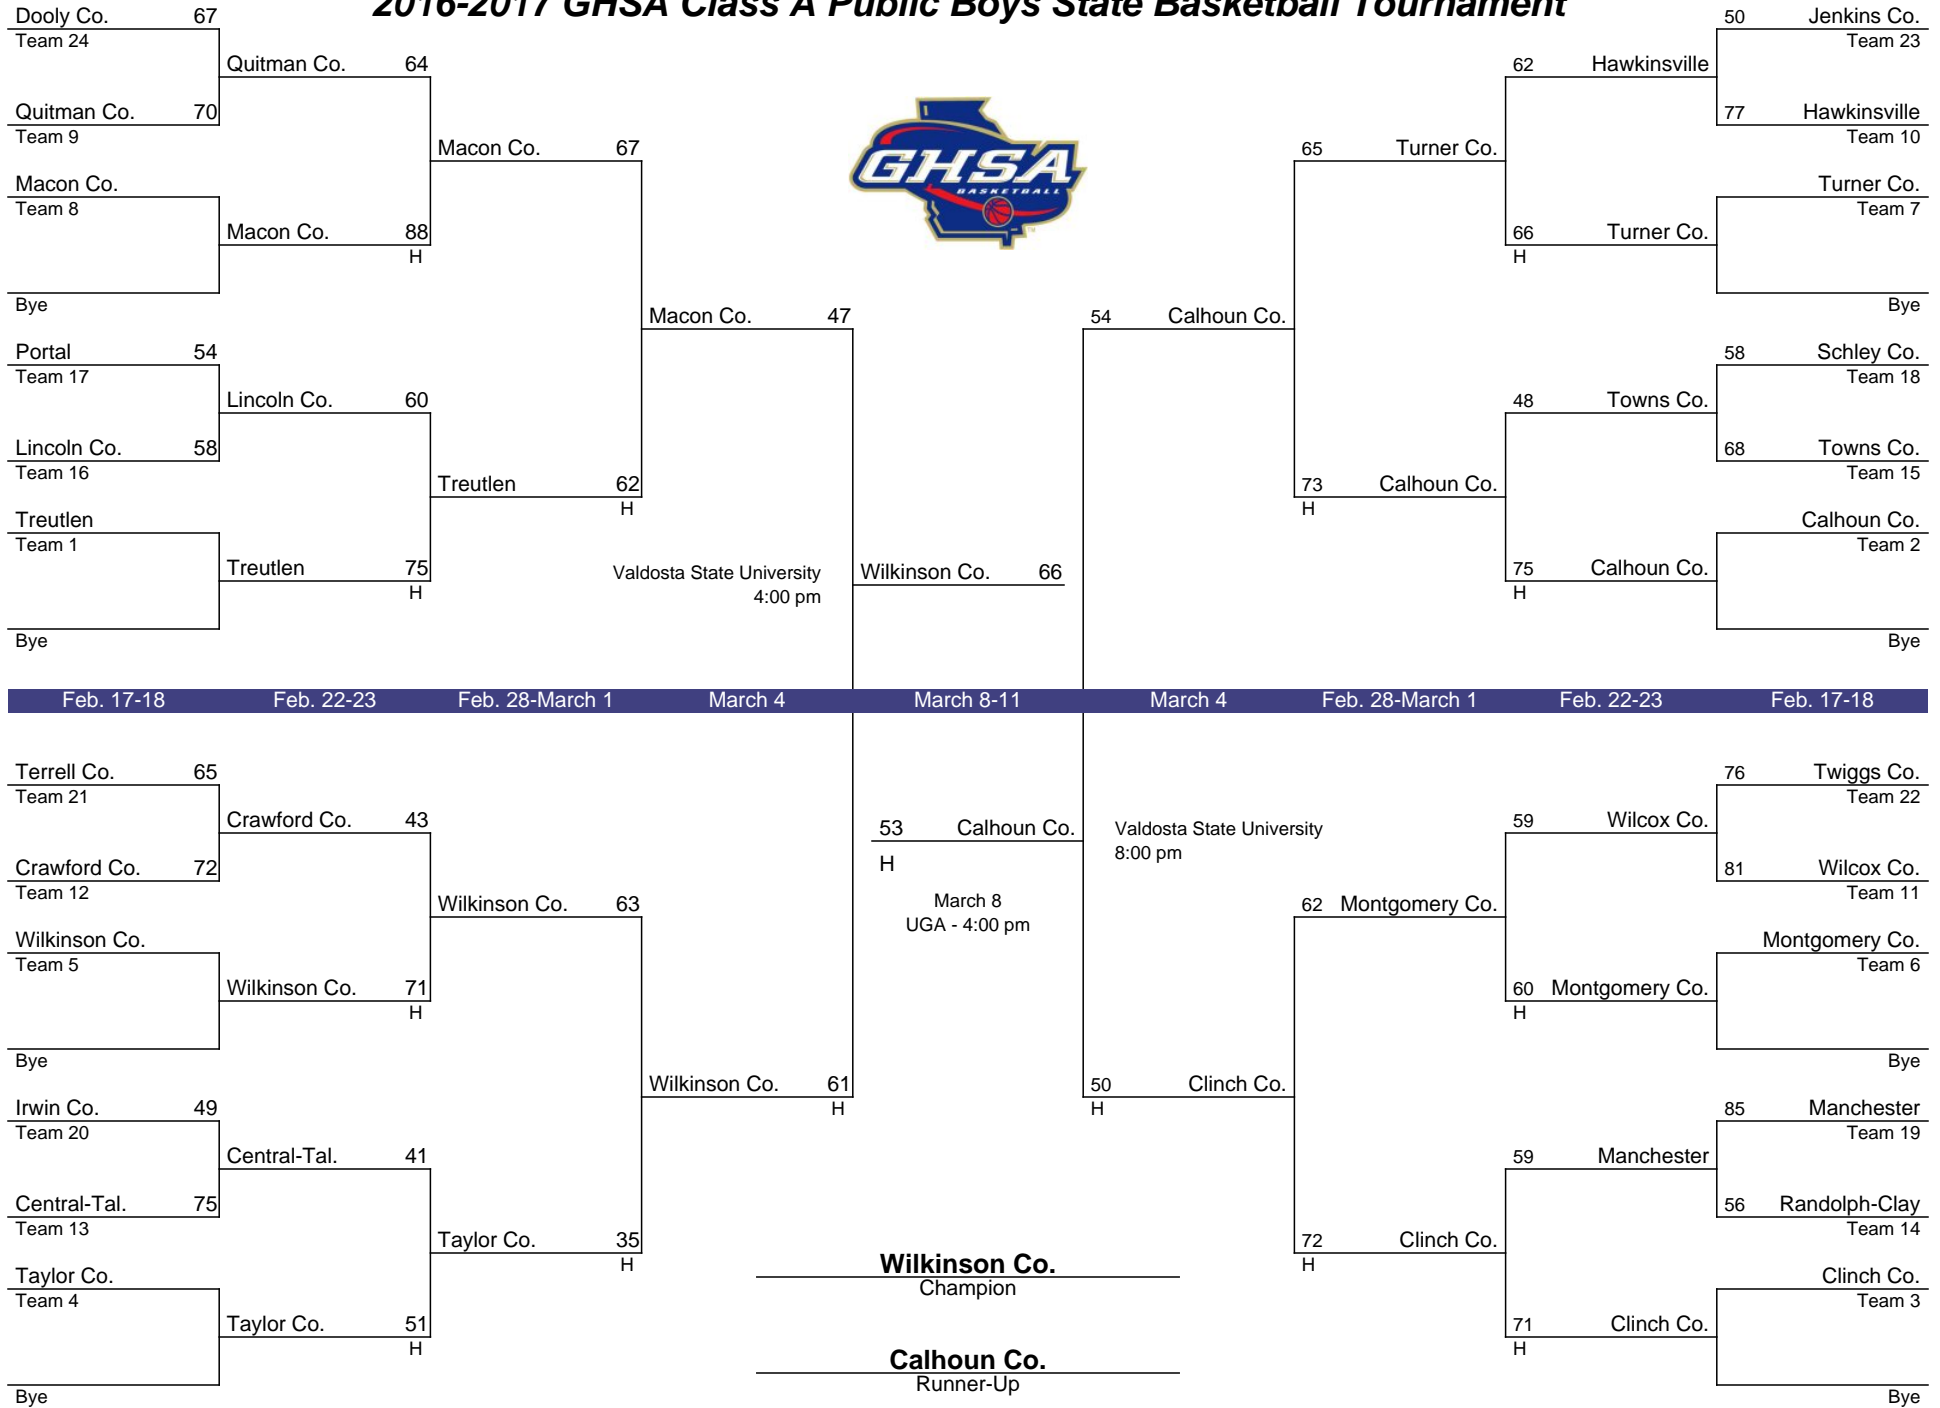 2016-2017 GHSA Class A Public Boys State Basketball Tournament
Dooly Co. 67
Team 24
Quitman Co. 64
Quitman Co. 70
Team 9
Macon Co. 67
Macon Co.
Team 8
Macon Co. 88
H
Bye
Macon Co. 47
Portal 54
Team 17
Lincoln Co. 60
Lincoln Co. 58
Team 16
Treutlen 62
H
Treutlen
Team 1
Treutlen 75
H
Bye
Valdosta State University
4:00 pm
Wilkinson Co. 66
GHSA
BASKETBALL
TM
50 Jenkins Co.
Team 23
62 Hawkinsville
77 Hawkinsville
Team 10
65 Turner Co.
Turner Co.
Team 7
66 Turner Co.
H
Bye
54 Calhoun Co.
58 Schley Co.
Team 18
48 Towns Co.
68 Towns Co.
Team 15
73 Calhoun Co.
H
Calhoun Co.
Team 2
75 Calhoun Co.
H
Bye
Feb. 17-18 Feb. 22-23 Feb. 28-March 1 March 4 March 8-11 March 4 Feb. 28-March 1 Feb. 22-23 Feb. 17-18
Terrell Co. 65
Team 21
Crawford Co. 43
Crawford Co. 72
Team 12
Wilkinson Co. 63
Wilkinson Co.
Team 5
Wilkinson Co. 71
H
Bye
Wilkinson Co. 61
H
Irwin Co. 49
Team 20
Central-Tal. 41
Central-Tal. 75
Team 13
Taylor Co. 35
H
Taylor Co.
Team 4
Taylor Co. 51
H
Bye
53 Calhoun Co.
H
March 8
UGA - 4:00 pm
Valdosta State University
8:00 pm
76 Twiggs Co.
Team 22
59 Wilcox Co.
81 Wilcox Co.
Team 11
62 Montgomery Co.
Montgomery Co.
Team 6
60 Montgomery Co.
H
Bye
50 Clinch Co.
H
85 Manchester
Team 19
59 Manchester
56 Randolph-Clay
Team 14
72 Clinch Co.
H
Clinch Co.
Team 3
71 Clinch Co.
H
Bye
Wilkinson Co.
Champion
Calhoun Co.
Runner-Up